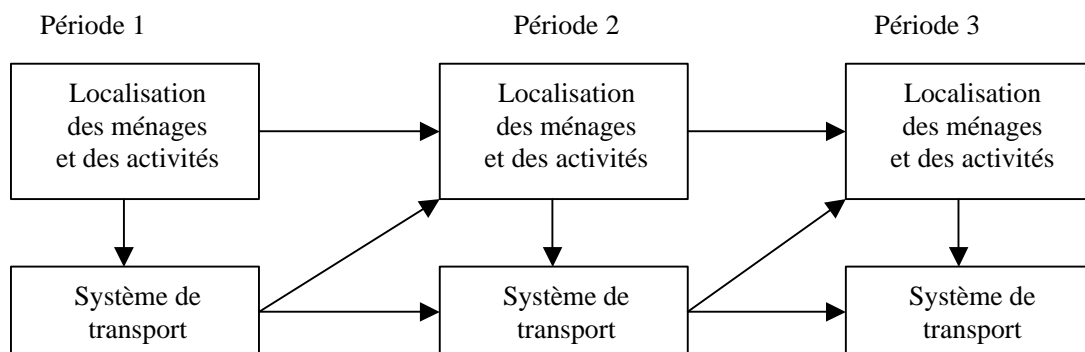 Période 1
Période 2
Période 3
Localisation
des ménages
et des activités
Localisation
des ménages
et des activités
Localisation
des ménages
et des activités
Système de
transport
Système de
transport
Système de
transport